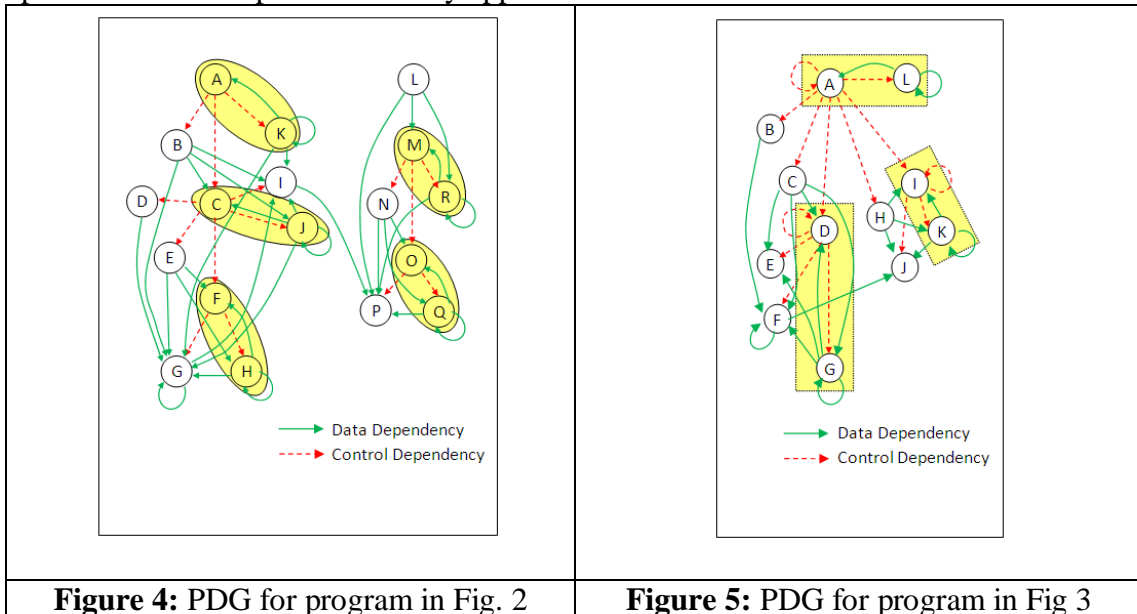 A
L
K
M
B
R
I
D
C
N
J
E
O
F
P
Q
G
H
Data Dependency
Control Dependency
A
L
B
C
I
H
D
K
E
J
F
G
Data Dependency
Control Dependency
Figure 4: PDG for program in Fig. 2
Figure 5: PDG for program in Fig 3